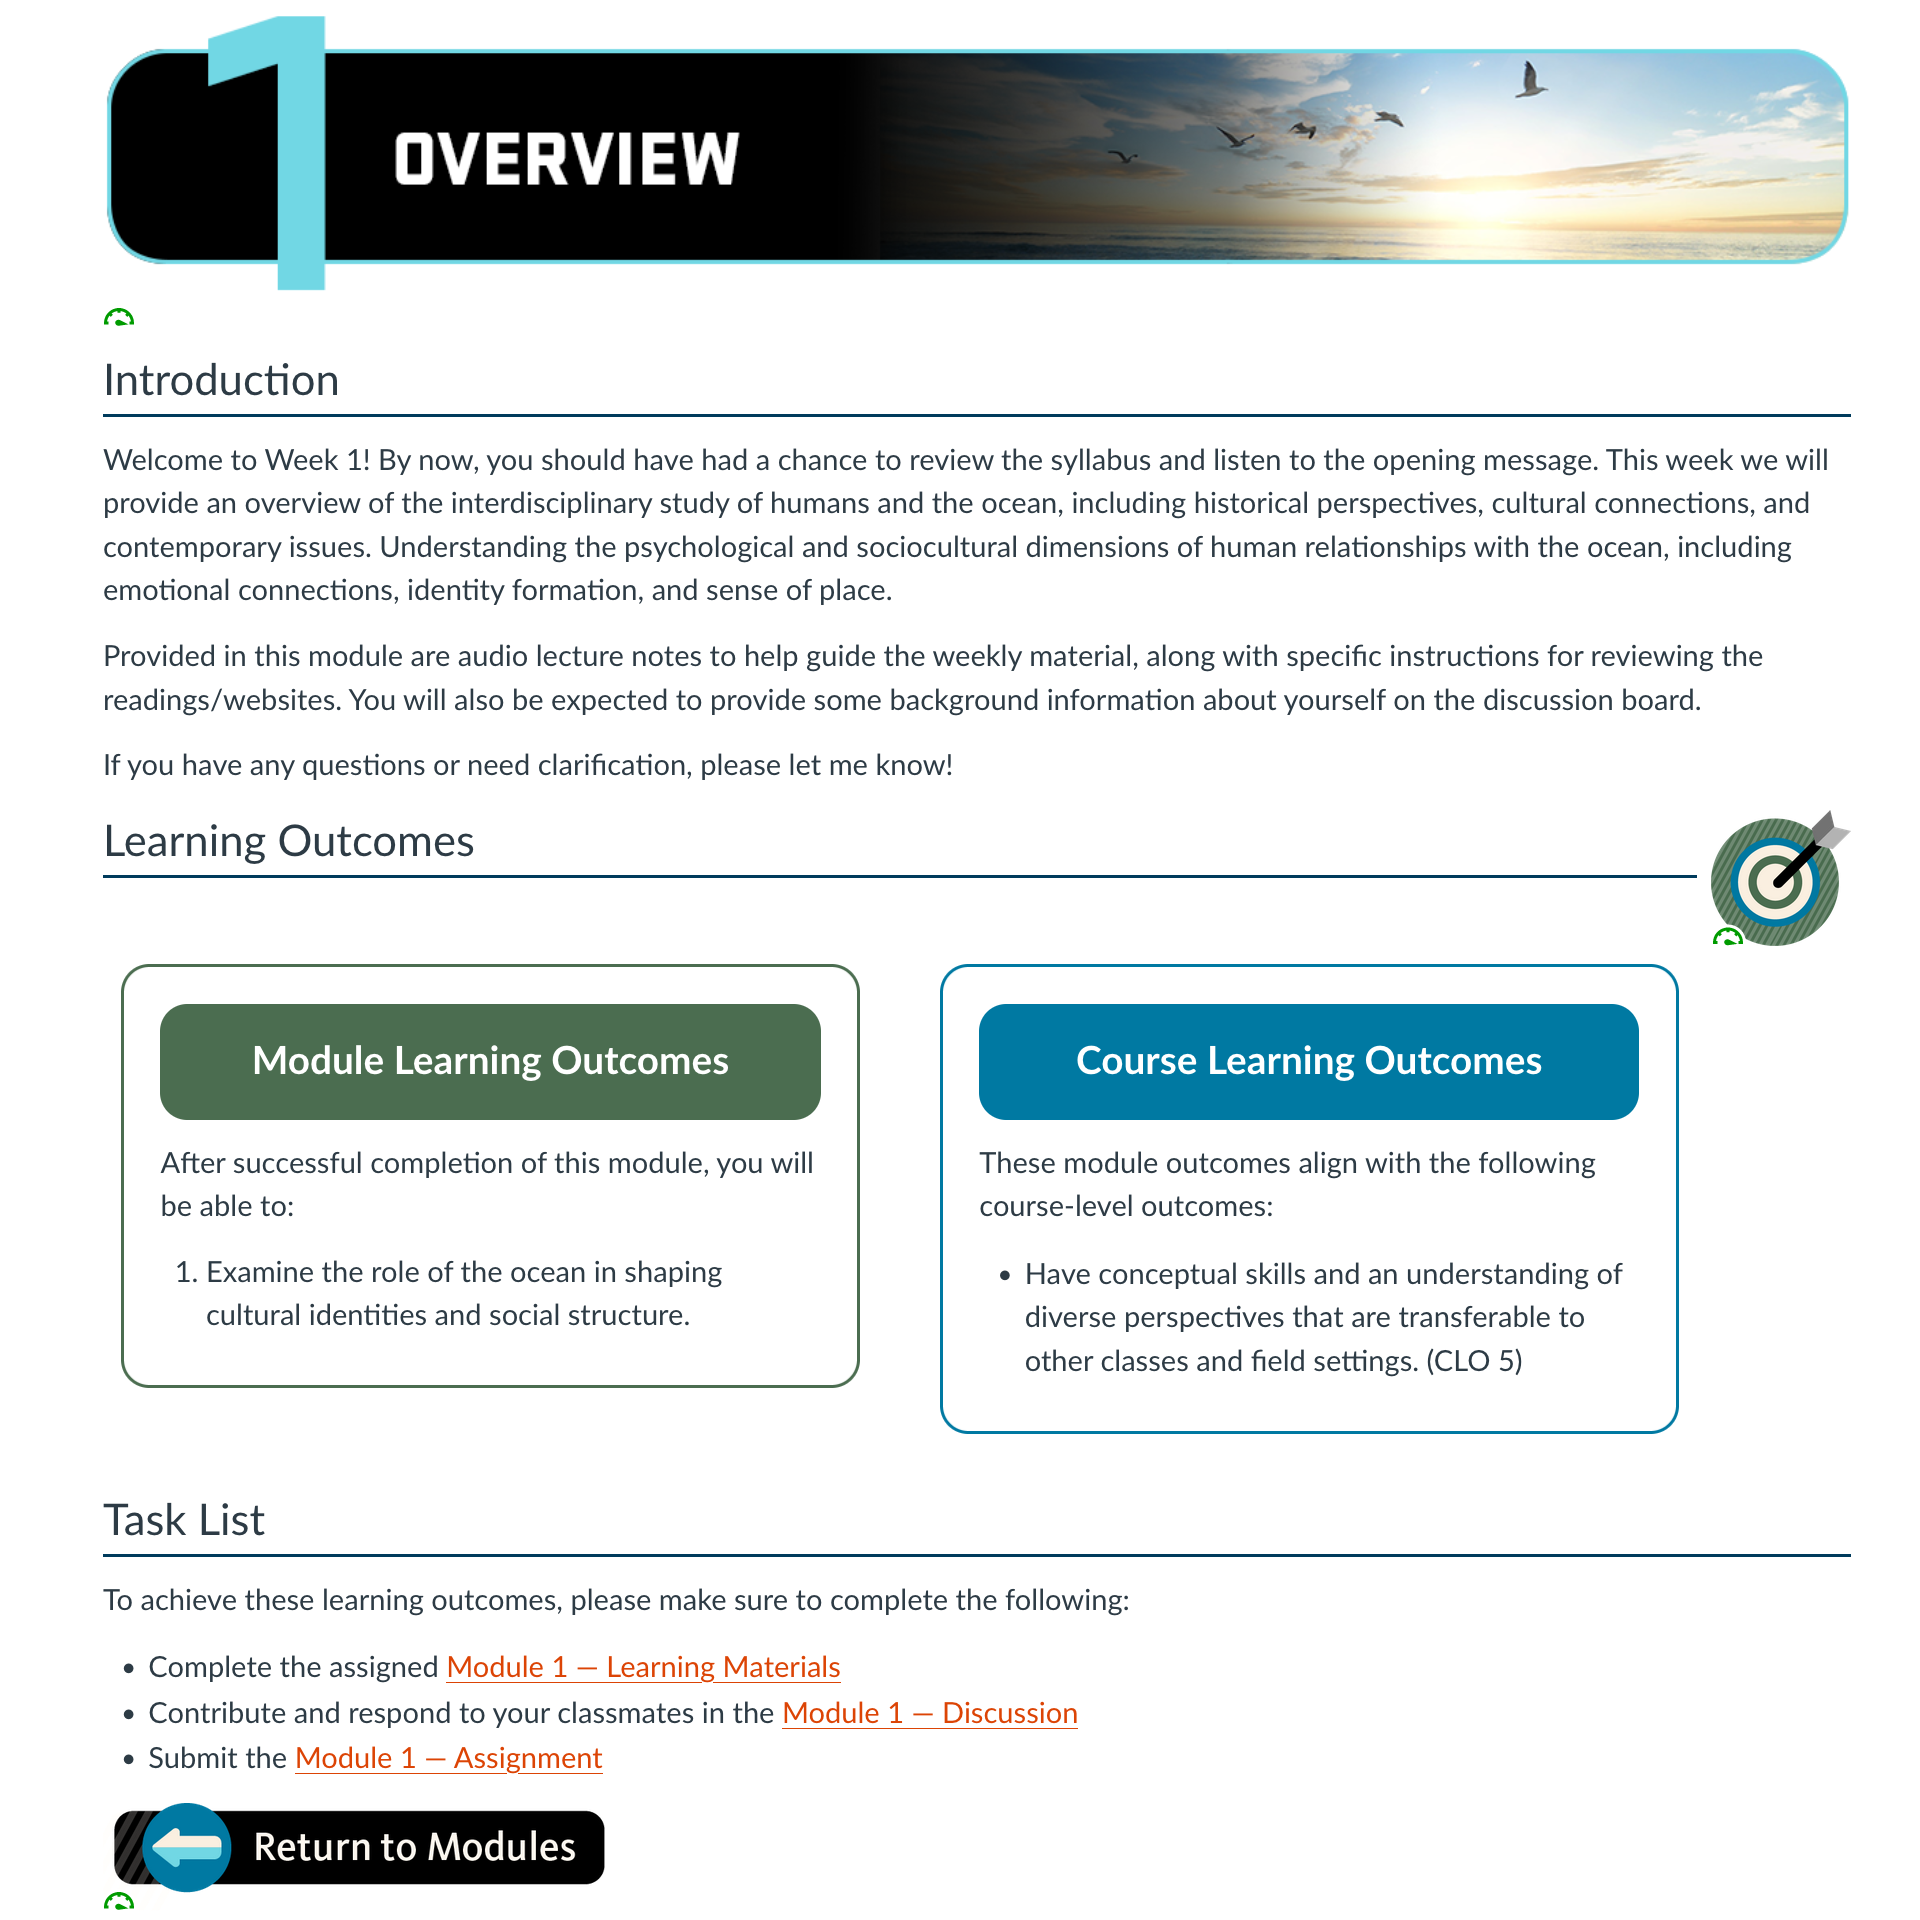 1
OVERVIEW
Introduction
Welcome to Week 1! By now, you should have had a chance to review the syllabus and listen to the opening message. This week we will
provide an overview of the interdisciplinary study of humans and the ocean, including historical perspectives, cultural connections, and
contemporary issues. Understanding the psychological and sociocultural dimensions of human relationships with the ocean, including
emotional connections, identity formation, and sense of place.
Provided in this module are audio lecture notes to help guide the weekly material, along with specific instructions for reviewing the
readings/websites. You will also be expected to provide some background information about yourself on the discussion board.
If you have any questions or need clarification, please let me know!
Learning Outcomes
Module Learning Outcomes
After successful completion of this module, you will
be able to:
1. Examine the role of the ocean in shaping
cultural identities and social structure.
Course Learning Outcomes
These module outcomes align with the following
course-level outcomes:
• Have conceptual skills and an understanding of
diverse perspectives that are transferable to
other classes and field settings. (CLO 5)
Task List
To achieve these learning outcomes, please make sure to complete the following:
• Complete the assigned Module 1 — Learning Materials
• Contribute and respond to your classmates in the Module 1 — Discussion
• Submit the Module 1 — Assignment
Return to Modules